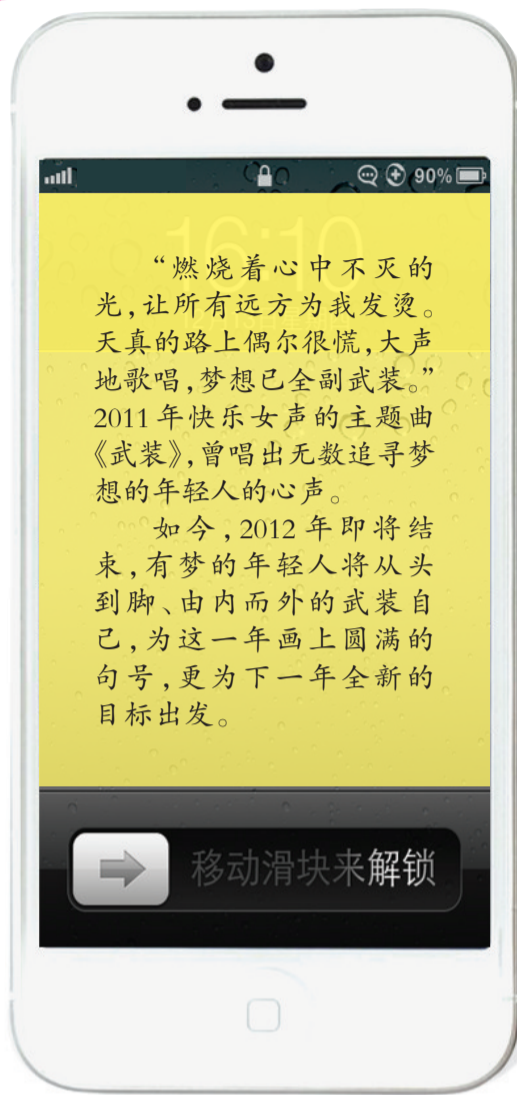 90%
16:10
“燃烧着心中不灭的
光，让所有远方为我发烫。
天真的路上偶尔很慌，大声
地歌唱，梦想已全副武装。”
2011年快乐女声的主题曲
《武装》，曾唱出无数追寻梦
想的年轻人的心声。
如今，2012年即将结
束，有梦的年轻人将从头
到脚、由内而外的武装自
己，为这一年画上圆满的
句号，更为下一年全新的
目标出发。
移动滑块来解锁